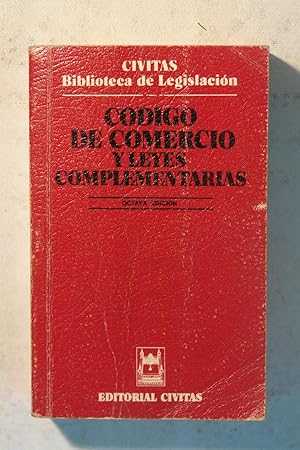 CIVITAS
Biblioteca de Legislación
CODIGO
DE COMERCIO
Y LEYES
COMPLEMENTARIAS
OCTAVA EDICION
EDITORIAL CIVITAS